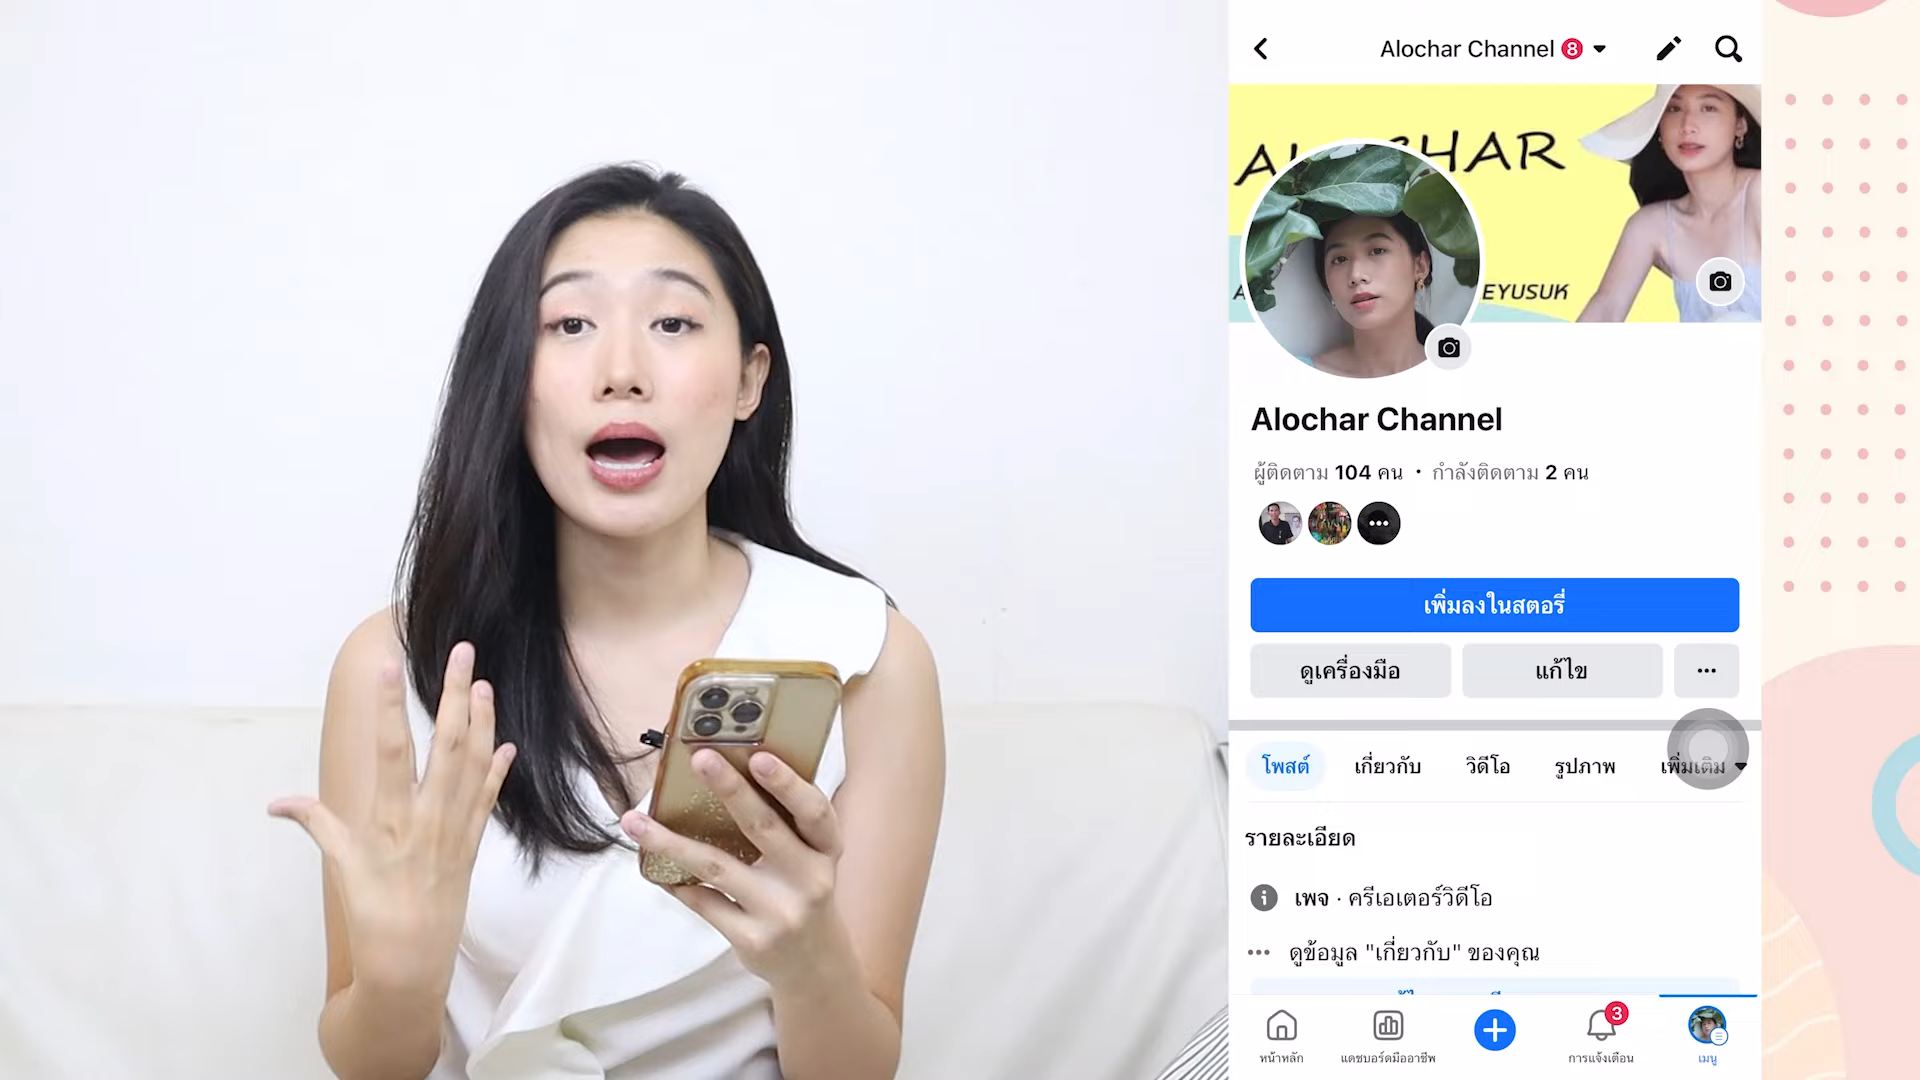 Alochar Channel 8
CHAR
EYUSUK
Alochar Channel
ผู้ติดตาม 104 คน · กำลังติดตาม 2 คน
เพิ่มลงในสตอรี่
ดูเครื่องมือ
แก้ไข
โพสต์ เกี่ยวกับ วิดีโอ รูปภาพ เพิ่มเติม
รายละเอียด
เพจ · ครีเอเตอร์วิดีโอ
ดูข้อมูล "เกี่ยวกับ" ของคุณ
3
หน้าหลัก แดชบอร์ดมืออาชีพ การแจ้งเตือน เมนู